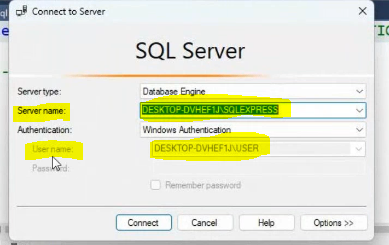 Connect to Server
SQL Server
Server type: Database Engine
Server name: DESKTOP-DVHEF1J\SQLEXPRESS
Authentication: Windows Authentication
User name: DESKTOP-DVHEF1J\USER
Password:
Remember password
Connect Cancel Help Options >>